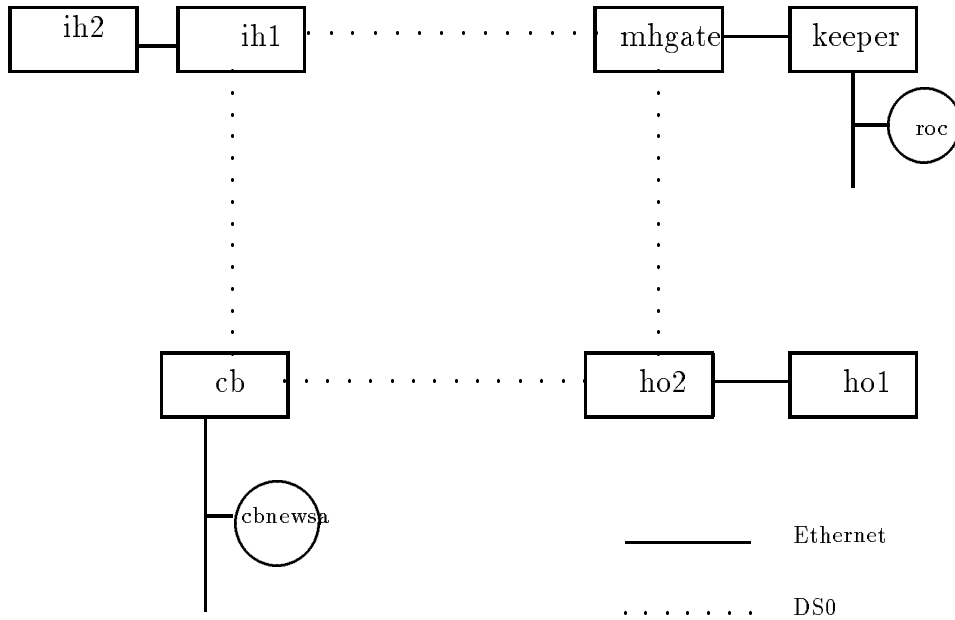 ih2
ih1
mhgate
keeper
roc
cb
ho2
ho1
cbnewsa
Ethernet
DS0